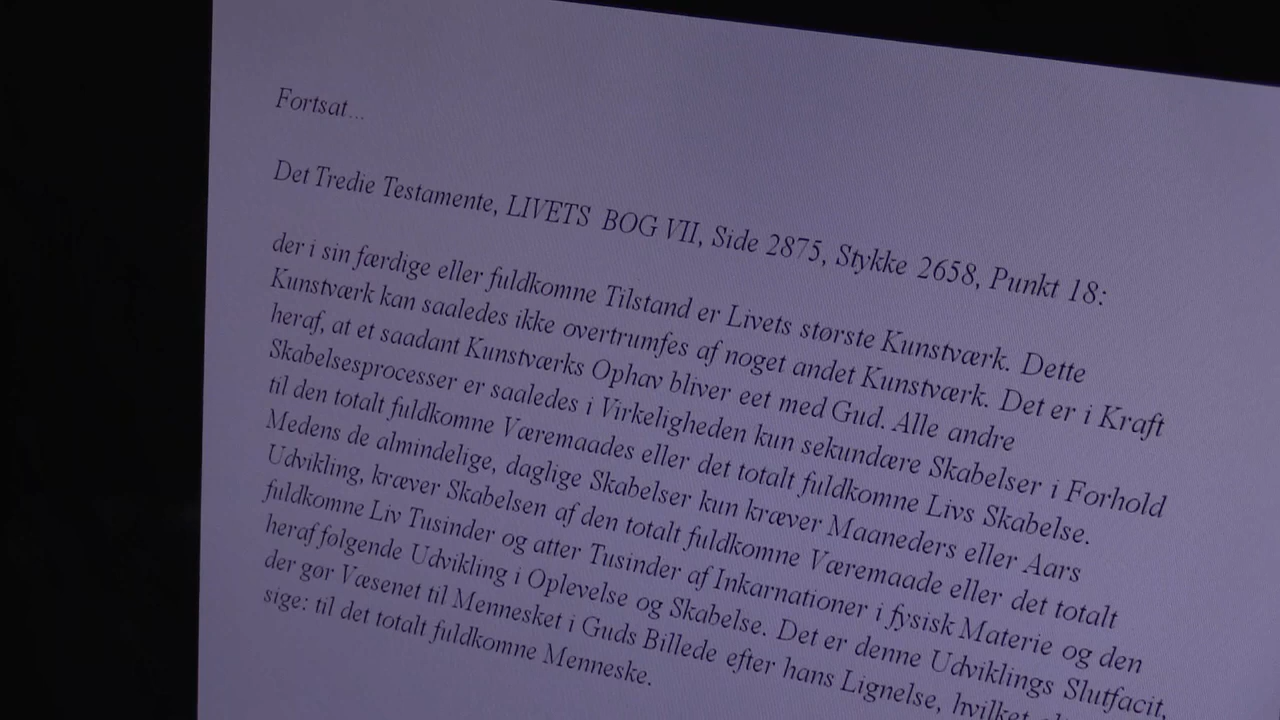 Fortsat...
Det Tredie Testamente, LIVETS BOG VII, Side 2875, Stykke 2658, Punkt 18:
der i sin færdige eller fuldkomne Tilstand er Livets største Kunstværk. Dette
Kunstværk kan saaledes ikke overtrumfes af noget andet Kunstværk. Det er i Kraft
heraf, at et saadant Kunstværks Ophav bliver eet med Gud. Alle andre
Skabelsesprocesser er saaledes i Virkeligheden kun sekundære Skabelser i Forhold
til den totalt fuldkomne Væremaades eller det totalt fuldkomne Livs Skabelse.
Medens de almindelige, daglige Skabelser kun kræver Maaneders eller Aars
Udvikling, kræver Skabelsen af den totalt fuldkomne Væremaade eller det totalt
fuldkomne Liv Tusinder og atter Tusinder af Inkarnationer i fysisk Materie og den
heraf følgende Udvikling i Oplevelse og Skabelse. Det er denne Udviklings Slutfacit,
der gør Væsenet til Mennesket i Guds Billede efter hans Lignelse, hvilket
sige: til det totalt fuldkomne Menneske.